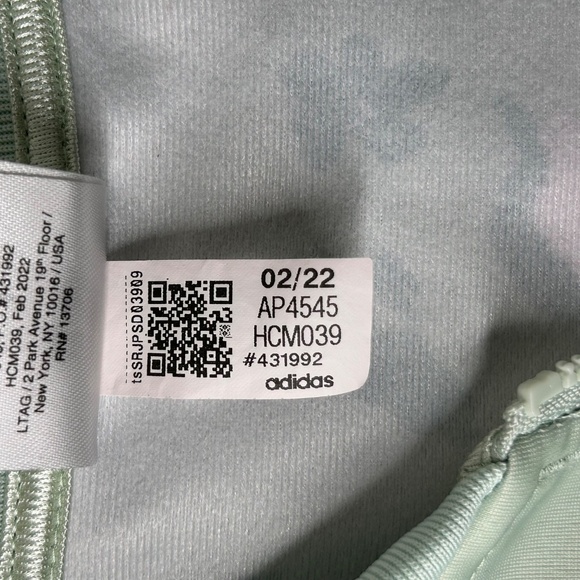 P.O.# 431992
HCM039, Feb 2022
LTAG / 2 Park Avenue 19th Floor /
New York, NY 10016 / USA
RN# 13706
tsSRJPSD03909
02/22
AP4545
HCM039
#431992
adidas